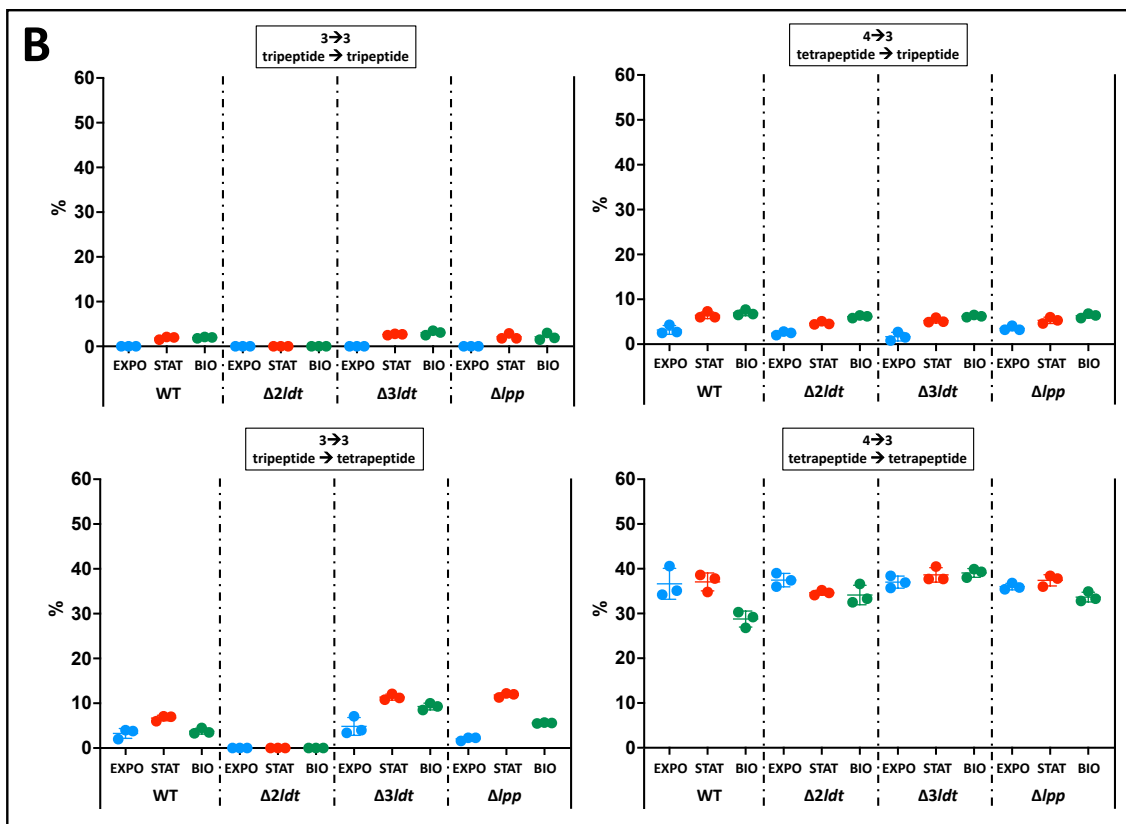 B
3→3
tripeptide → tripeptide
60
50
40
30
20
10
0
%
EXPO STAT BIO EXPO STAT BIO EXPO STAT BIO EXPO STAT BIO
WT Δ2ldt Δ3ldt Δlpp
4→3
tetrapeptide → tripeptide
60
50
40
30
20
10
0
%
EXPO STAT BIO EXPO STAT BIO EXPO STAT BIO EXPO STAT BIO
WT Δ2ldt Δ3ldt Δlpp
3→3
tripeptide → tetrapeptide
60
50
40
30
20
10
0
%
EXPO STAT BIO EXPO STAT BIO EXPO STAT BIO EXPO STAT BIO
WT Δ2ldt Δ3ldt Δlpp
4→3
tetrapeptide → tetrapeptide
60
50
40
30
20
10
0
%
EXPO STAT BIO EXPO STAT BIO EXPO STAT BIO EXPO STAT BIO
WT Δ2ldt Δ3ldt Δlpp